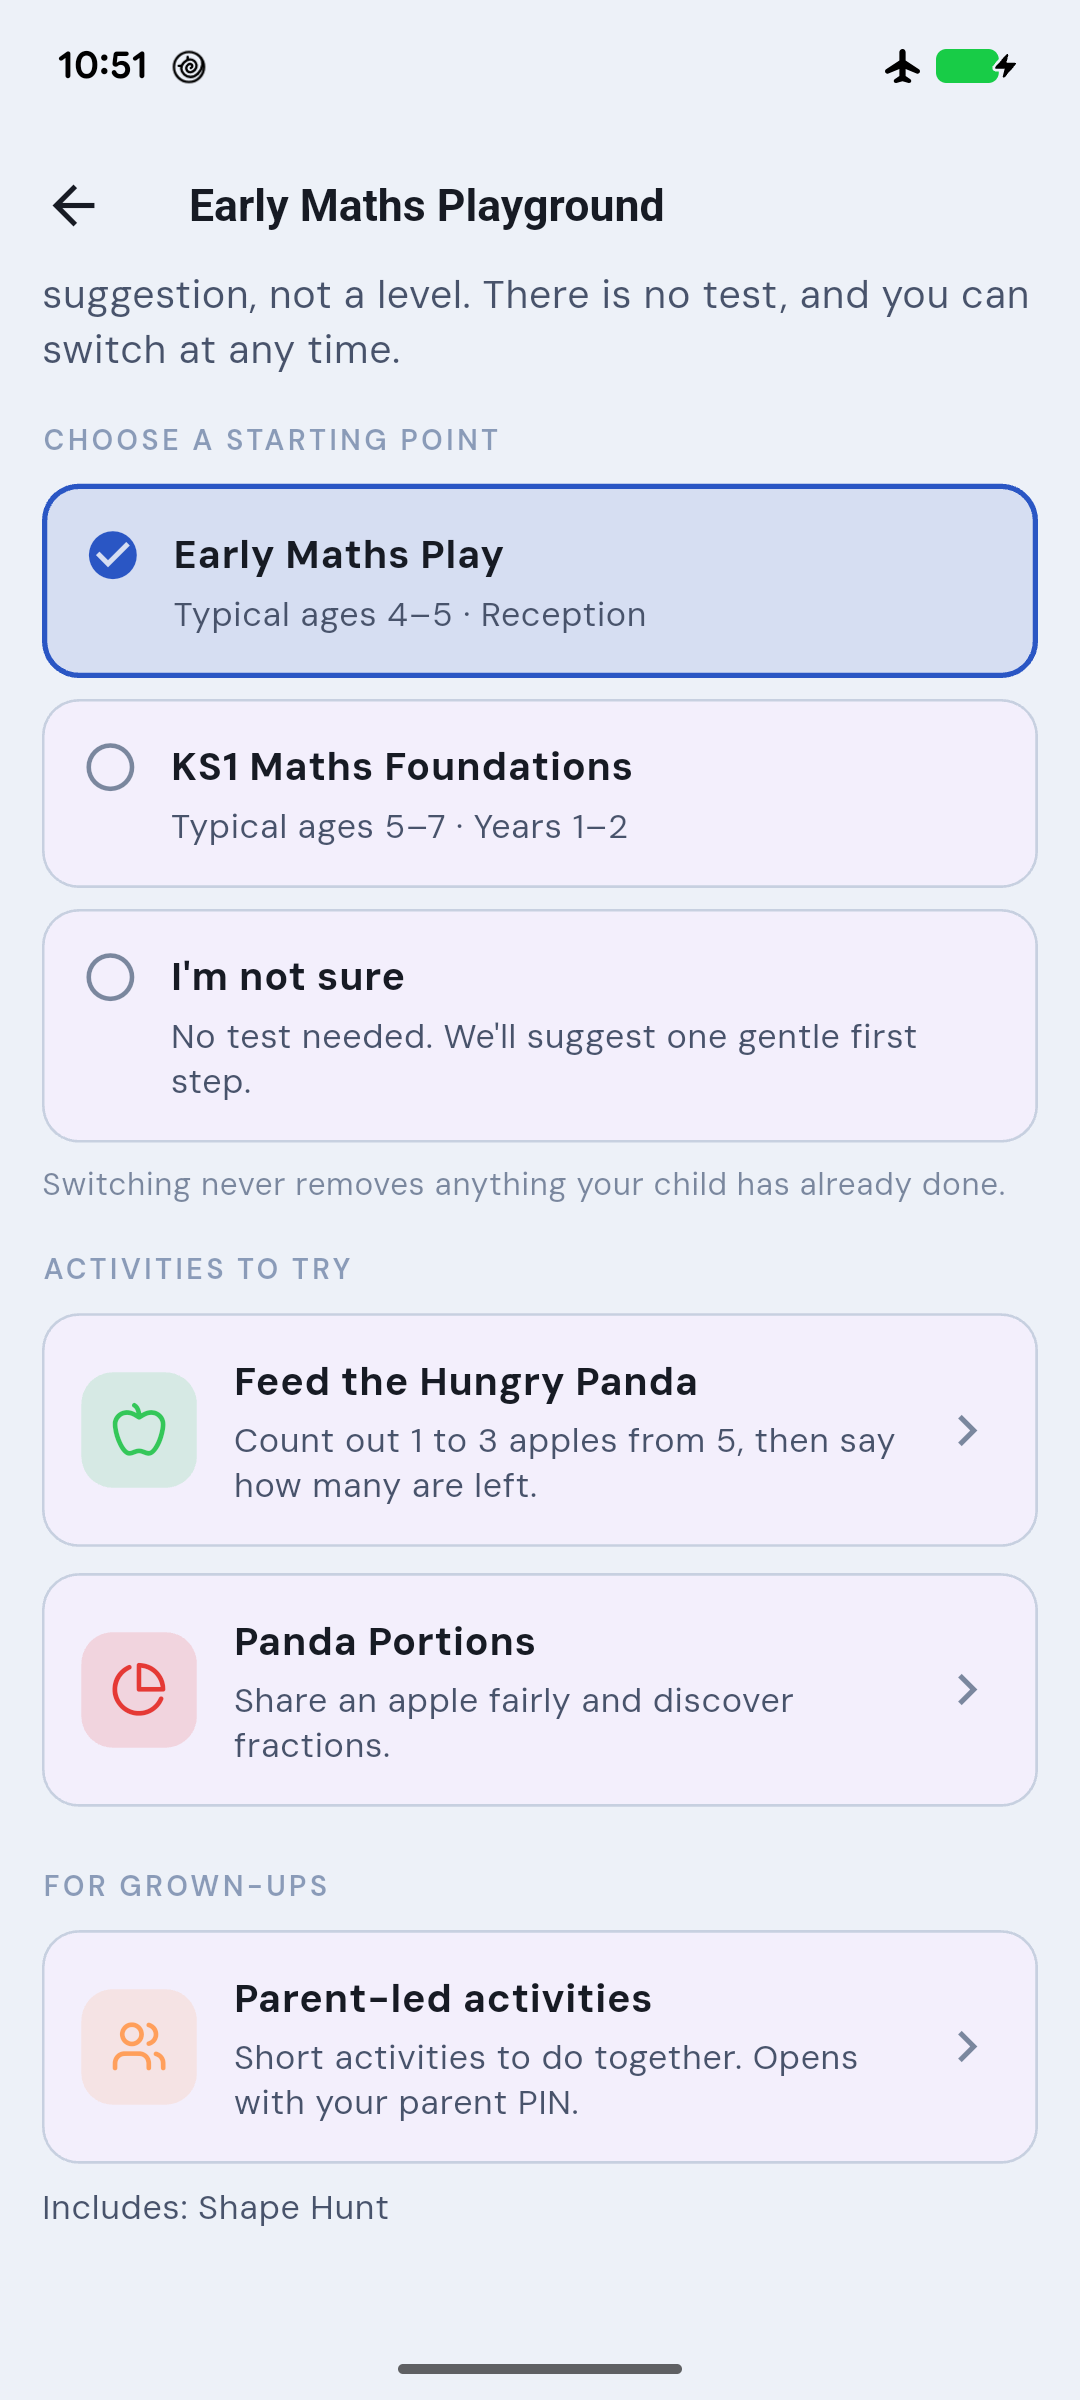 10:51
Early Maths Playground
suggestion, not a level. There is no test, and you can
switch at any time.
CHOOSE A STARTING POINT
Early Maths Play
Typical ages 4–5 · Reception
KS1 Maths Foundations
Typical ages 5–7 · Years 1–2
I'm not sure
No test needed. We'll suggest one gentle first
step.
Switching never removes anything your child has already done.
ACTIVITIES TO TRY
Feed the Hungry Panda
Count out 1 to 3 apples from 5, then say
how many are left.
Panda Portions
Share an apple fairly and discover
fractions.
FOR GROWN-UPS
Parent-led activities
Short activities to do together. Opens
with your parent PIN.
Includes: Shape Hunt